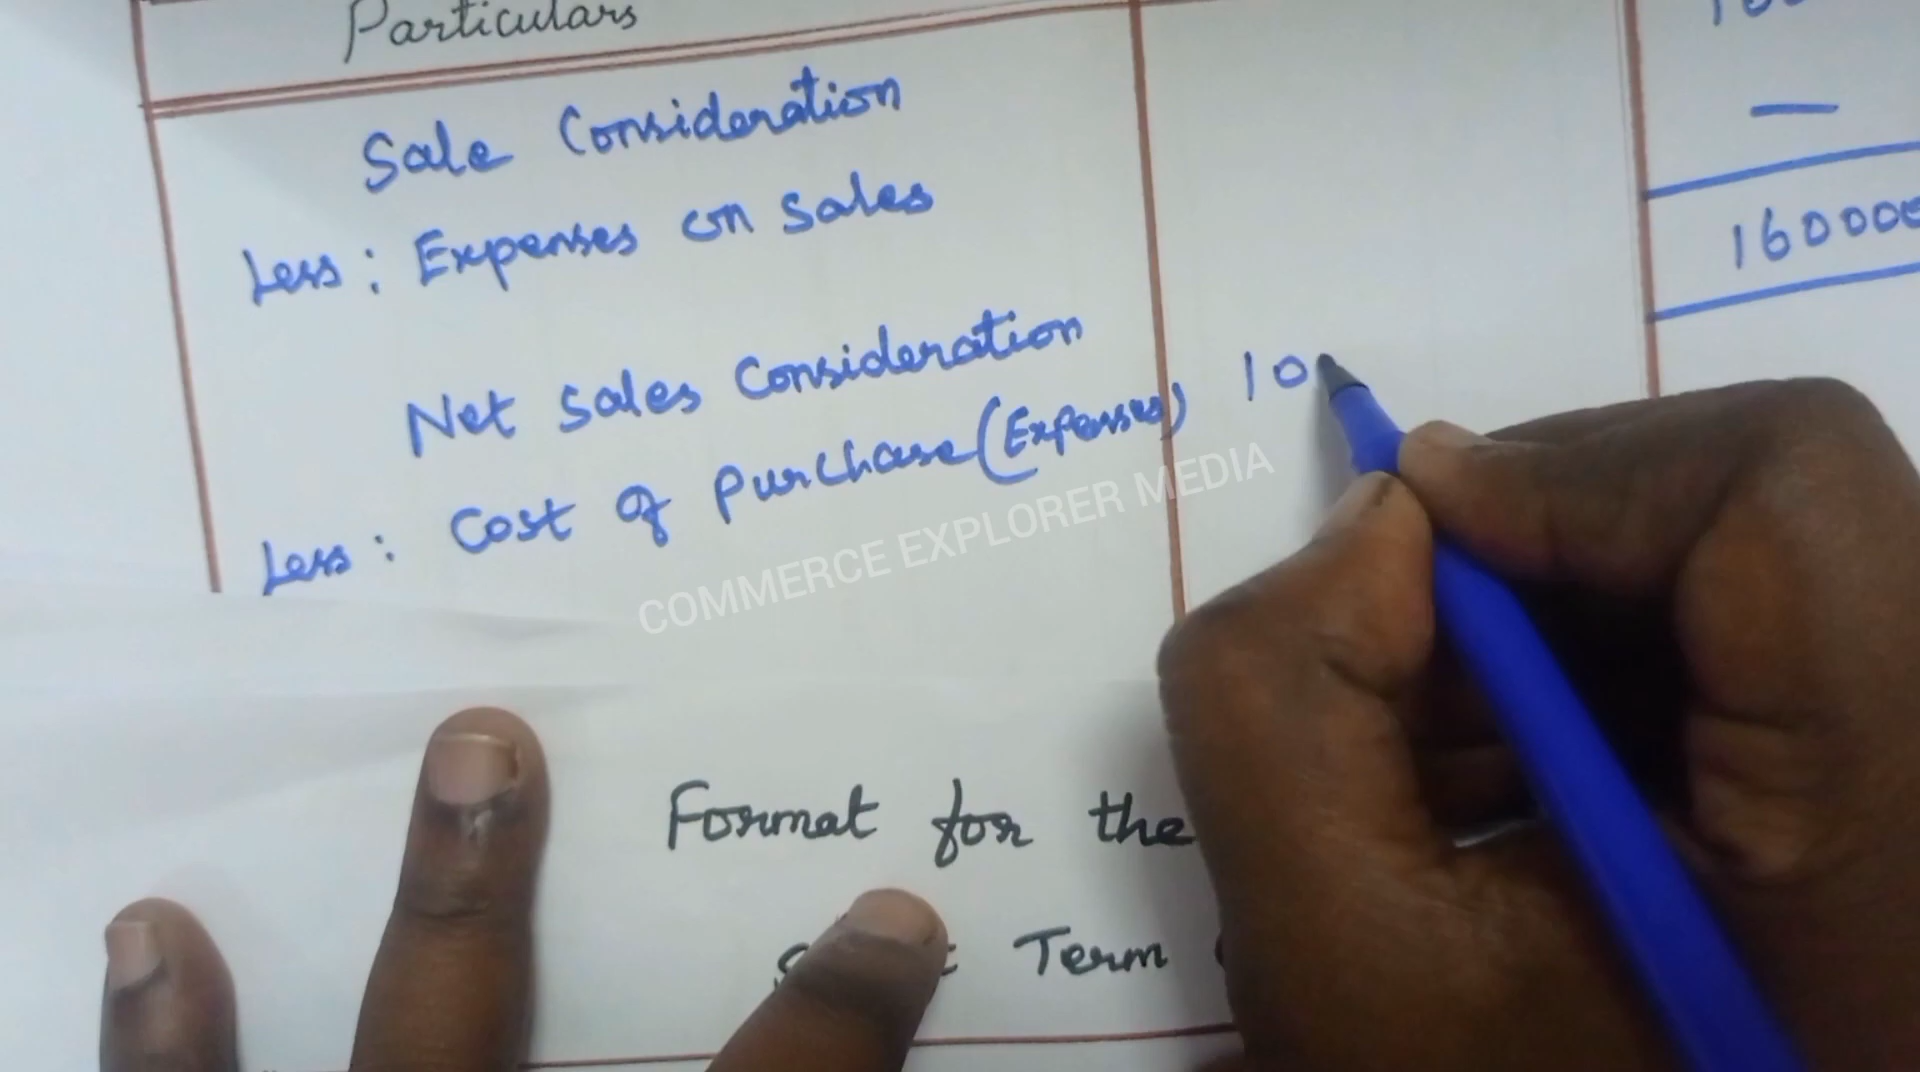 Particulars
Sale Consideration
Less: Expenses on Sales
—
Net Sales Consideration 160000
Less: Cost of Purchase (Expenses) 10
COMMERCE EXPLORER MEDIA
Format for the
Term